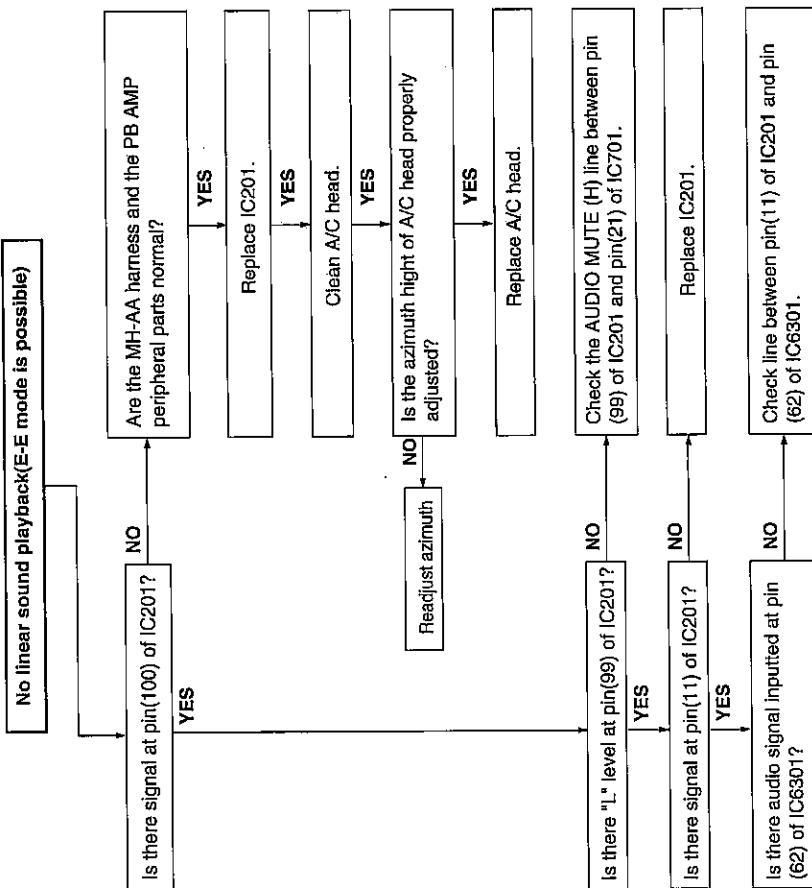 No linear sound playback(E-E mode is possible)
Is there signal at pin(100) of IC201?
NO
Are the MH-AA harness and the PB AMP
peripheral parts normal?
YES
Replace IC201.
YES
Clean A/C head.
YES
Is the azimuth hight of A/C head properly
adjusted?
NO
Readjust azimuth
YES
Replace A/C head.
YES
Is there "L" level at pin(99) of IC201?
NO
Check the AUDIO MUTE (H) line between pin
(99) of IC201 and pin(21) of IC701.
YES
Is there signal at pin(11) of IC201?
NO
Replace IC201.
YES
Is there audio signal inputted at pin
(62) of IC6301?
NO
Check line between pin(11) of IC201 and pin
(62) of IC6301.